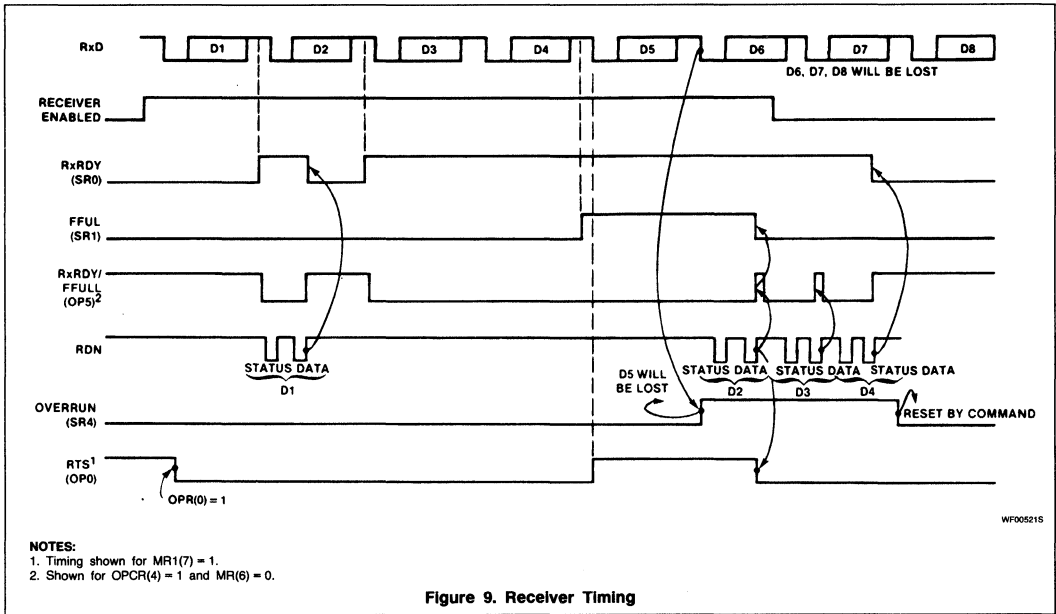 RxD
D1 D2 D3 D4 D5 D6 D7 D8
D6, D7, D8 WILL BE LOST
RECEIVER
ENABLED
RxRDY
(SR0)
FFUL
(SR1)
RxRDY/
FFULL
(OP5)2
RDN
STATUS DATA
D1
STATUS DATA
D2
STATUS DATA
D3
STATUS DATA
D4
D5 WILL
BE LOST
OVERRUN
(SR4)
RESET BY COMMAND
RTS1
(OP0)
OPR(0) = 1
WF00521S
NOTES:
1. Timing shown for MR1(7) = 1.
2. Shown for OPCR(4) = 1 and MR(6) = 0.
Figure 9. Receiver Timing